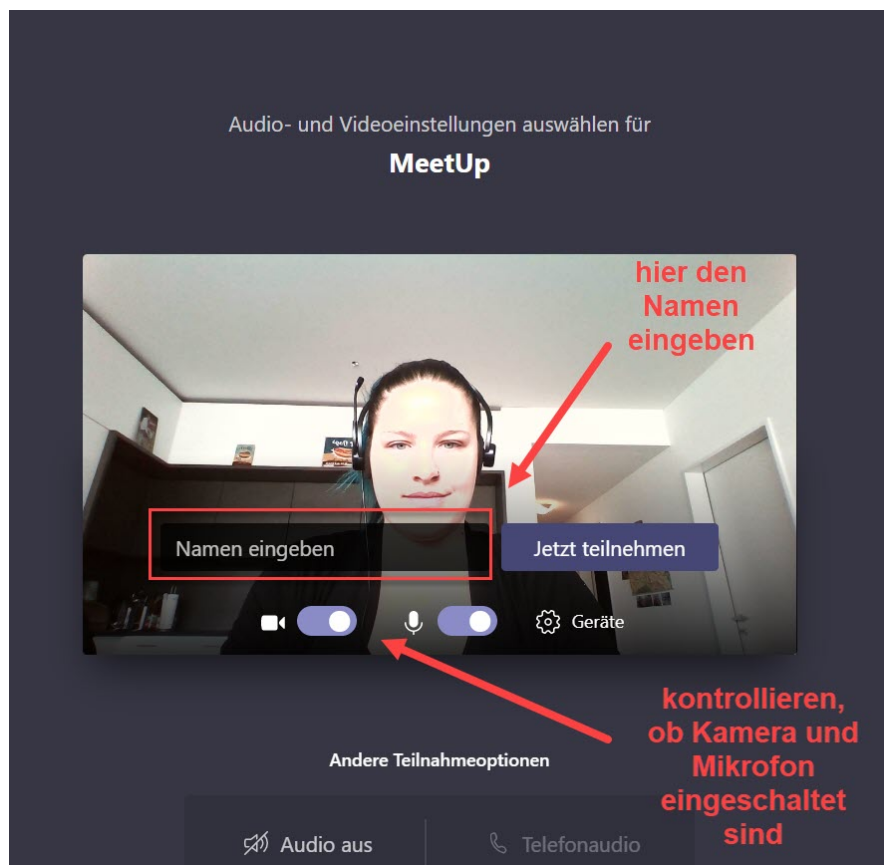 Audio- und Videoeinstellungen auswählen für
MeetUp
hier den
Namen
eingeben
Namen eingeben
Jetzt teilnehmen
Geräte
kontrollieren,
ob Kamera und
Mikrofon
eingeschaltet
sind
Andere Teilnahmeoptionen
Audio aus
Telefonaudio